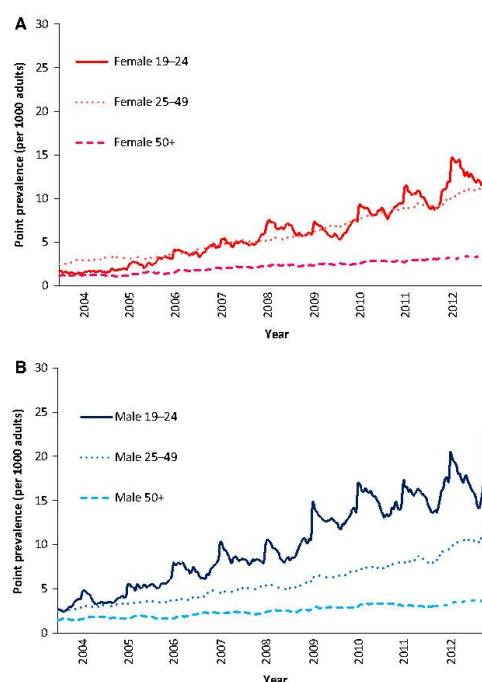 A
Point prevalence (per 1000 adults)
30
25
20
15
10
5
0
Female 19–24
Female 25–49
Female 50+
2004
2005
2006
2007
2008
2009
2010
2011
2012
Year
B
Point prevalence (per 1000 adults)
30
25
20
15
10
5
0
Male 19–24
Male 25–49
Male 50+
2004
2005
2006
2007
2008
2009
2010
2011
2012
Year